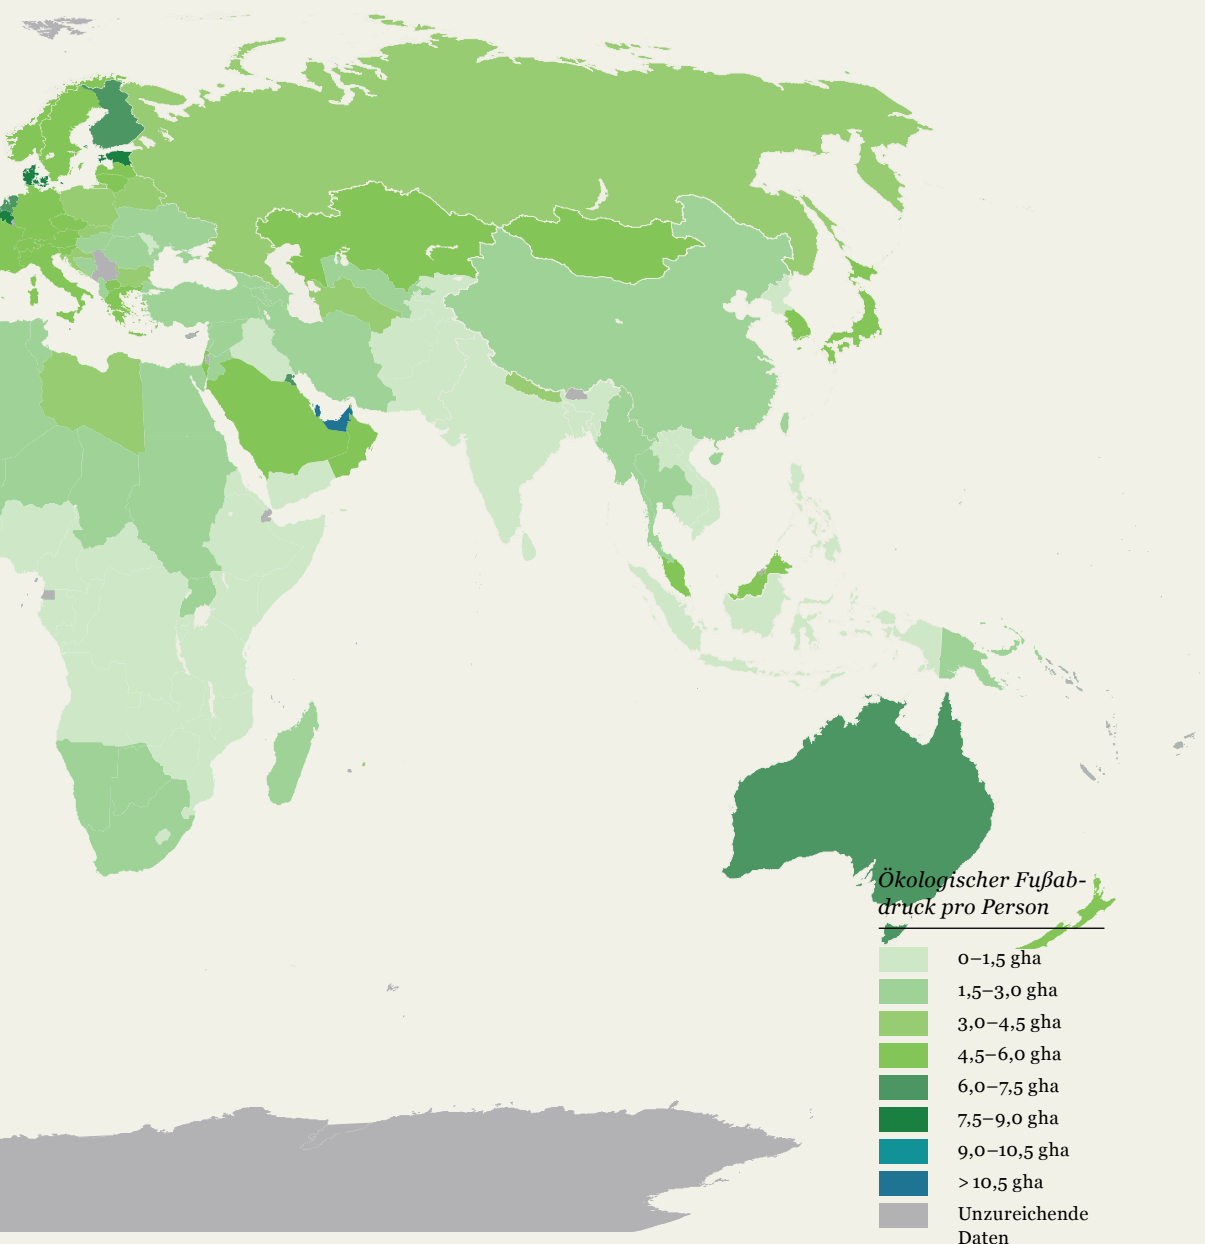 Ökologischer Fußab-
druck pro Person
0–1,5 gha
1,5–3,0 gha
3,0–4,5 gha
4,5–6,0 gha
6,0–7,5 gha
7,5–9,0 gha
9,0–10,5 gha
> 10,5 gha
Unzureichende
Daten